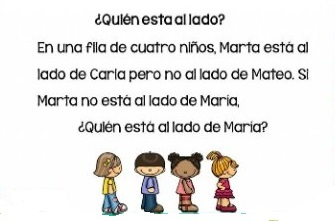 ¿Quién esta al lado?
En una fila de cuatro niños, Marta está al
lado de Carla pero no al lado de Mateo. Si
Marta no está al lado de María,
¿Quién está al lado de María?